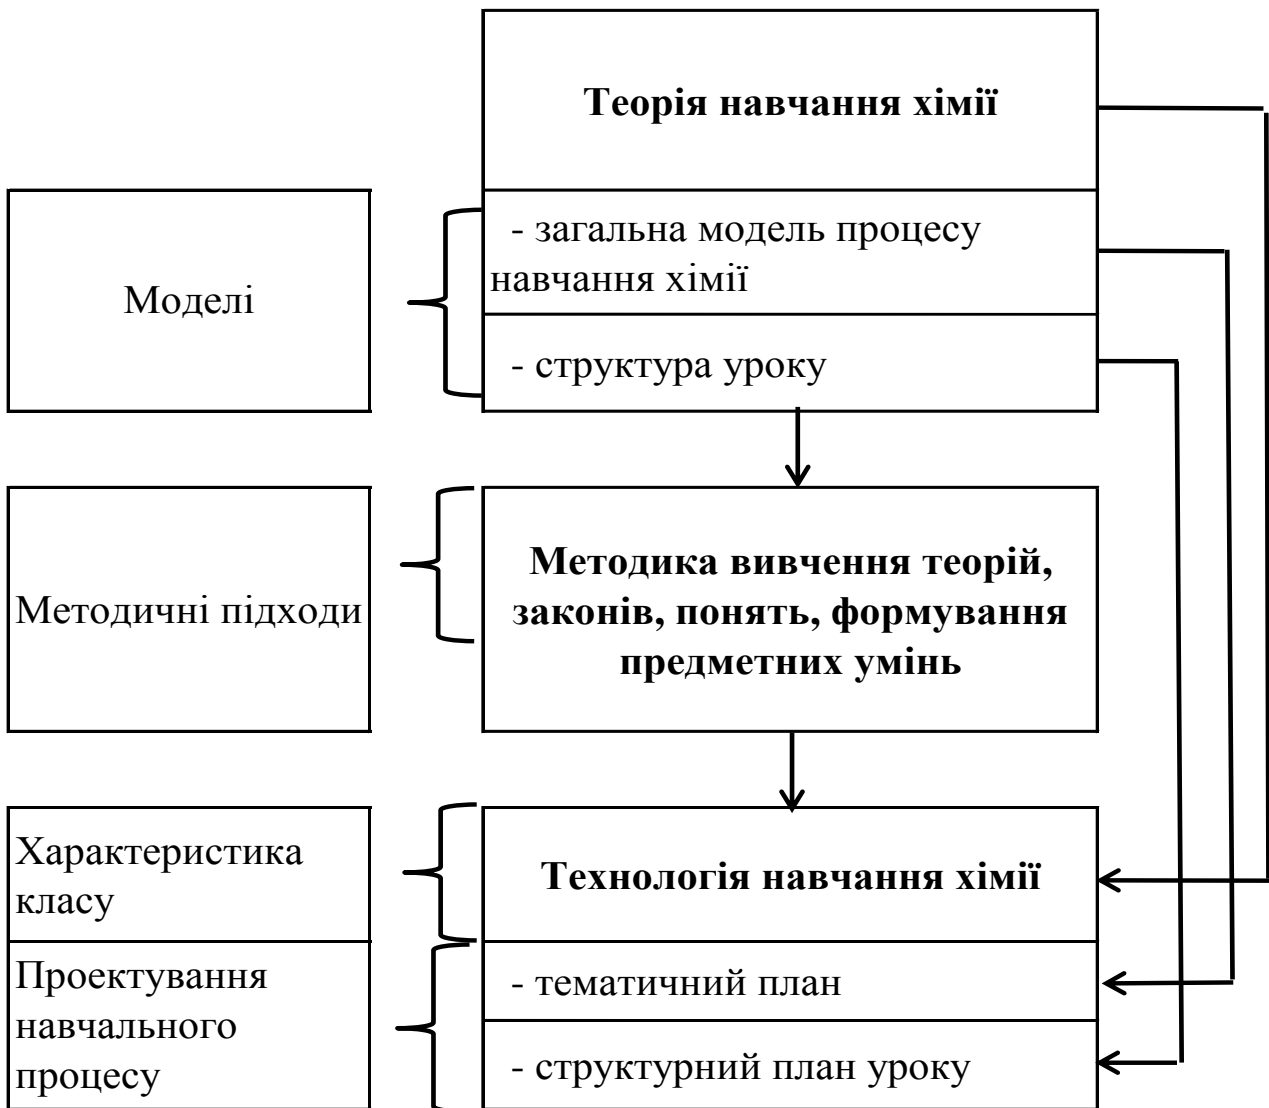 Теорія навчання хімії
Моделі
- загальна модель процесу
навчання хімії
- структура уроку
Методичні підходи
Методика вивчення теорій,
законів, понять, формування
предметних умінь
Характеристика
класу
Технологія навчання хімії
Проектування
навчального
процесу
- тематичний план
- структурний план уроку